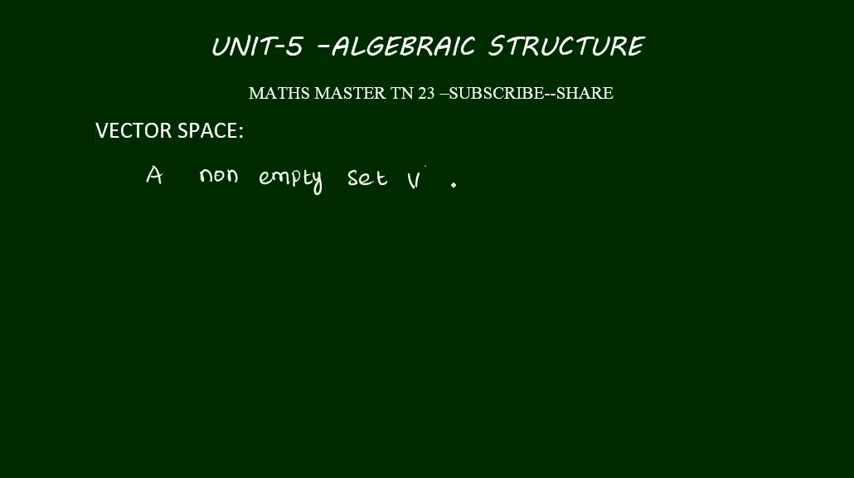 UNIT-5 –ALGEBRAIC STRUCTURE
MATHS MASTER TN 23 –SUBSCRIBE--SHARE
VECTOR SPACE:
A non empty set V